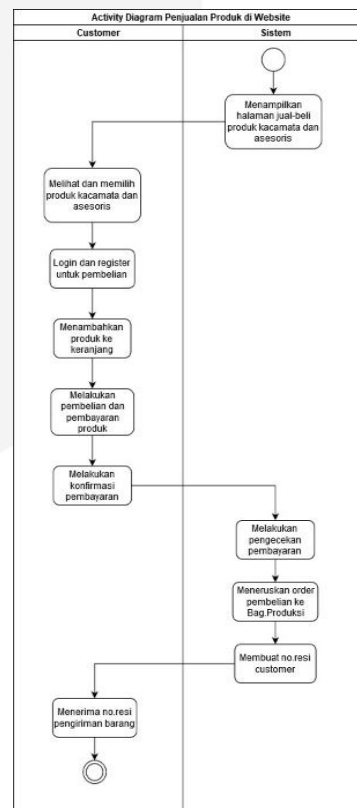 Activity Diagram Penjualan Produk di Website
Customer
Sistem
Menampilkan
halaman jual-beli
produk kacamata dan
asesoris
Melihat dan memilih
produk kacamata dan
asesoris
Login dan register
untuk pembelian
Menambahkan
produk ke
keranjang
Melakukan
pembelian dan
pembayaran
produk
Melakukan
konfirmasi
pembayaran
Melakukan
pengecekan
pembayaran
Meneruskan order
pembelian ke
Bag.Produksi
Membuat no.resi
customer
Menerima no.resi
pengiriman barang